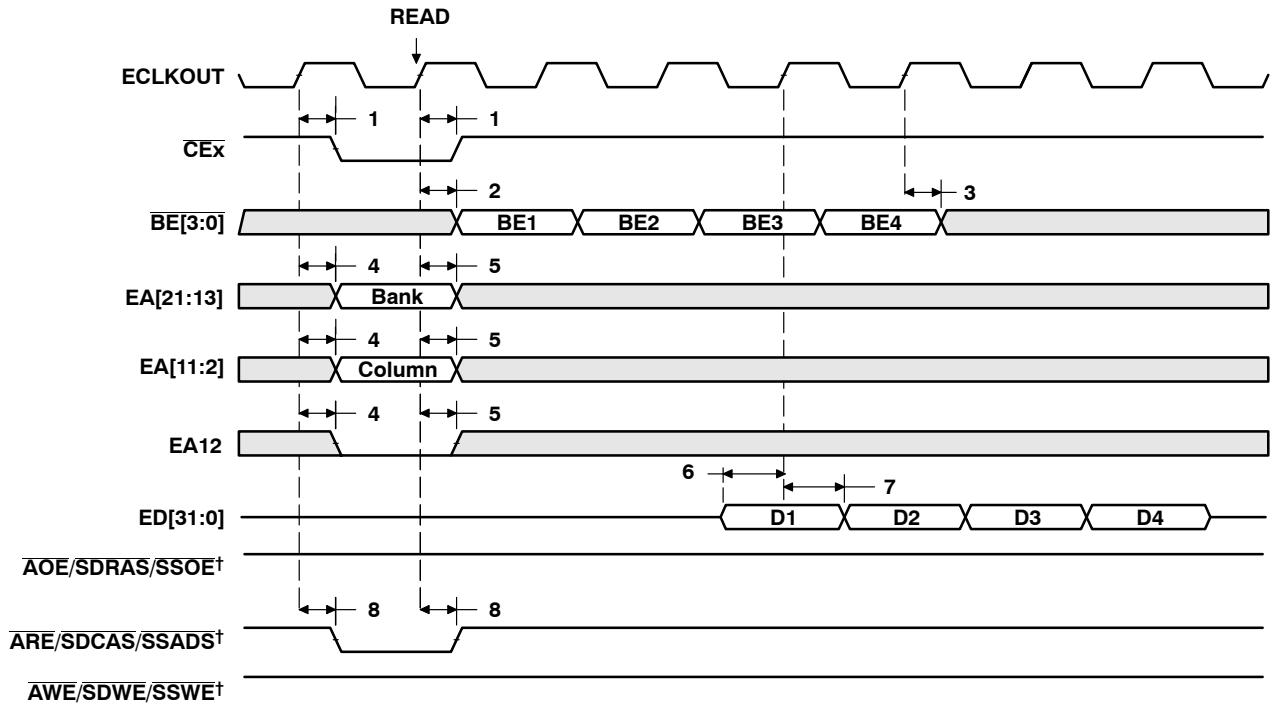 READ
ECLKOUT
1 1
CEx
2 3
BE[3:0] BE1 BE2 BE3 BE4
4 5
EA[21:13] Bank
4 5
EA[11:2] Column
4 5
EA12
6 7
ED[31:0] D1 D2 D3 D4
AOE/SDRAS/SSOE†
8 8
ARE/SDCAS/SSADS†
AWE/SDWE/SSWE†